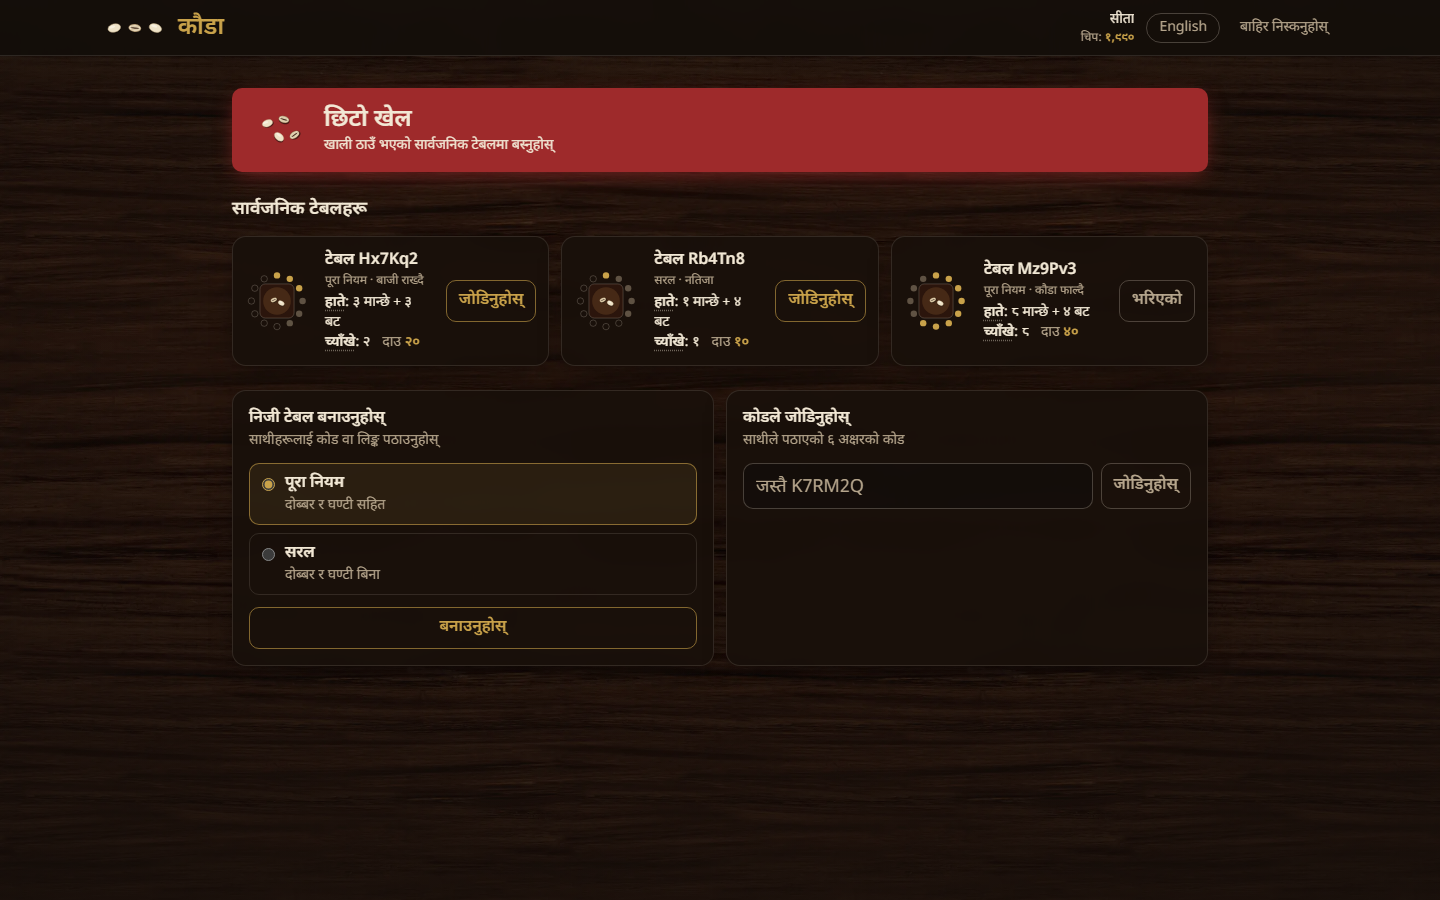 कौडा
सीता
चिप: १,९९०
English
बाहिर निस्कनुहोस्
छिटो खेल
खाली ठाउँ भएको सार्वजनिक टेबलमा बस्नुहोस्
सार्वजनिक टेबलहरू
टेबल Hx7Kq2
पूरा नियम · बाजी राख्दै
हाते: ३ मान्छे + ३
बट
च्याँखे: २ दाउ २०
जोडिनुहोस्
टेबल Rb4Tn8
सरल · नतिजा
हाते: १ मान्छे + ४
बट
च्याँखे: १ दाउ १०
जोडिनुहोस्
टेबल Mz9Pv3
पूरा नियम · कौडा फाल्दै
हाते: ८ मान्छे + ४ बट
च्याँखे: ८ दाउ ४०
भरिएको
निजी टेबल बनाउनुहोस्
साथीहरूलाई कोड वा लिङ्क पठाउनुहोस्
पूरा नियम
दोब्बर र घण्टी सहित
सरल
दोब्बर र घण्टी बिना
बनाउनुहोस्
कोडले जोडिनुहोस्
साथीले पठाएको ६ अक्षरको कोड
जस्तै K7RM2Q
जोडिनुहोस्